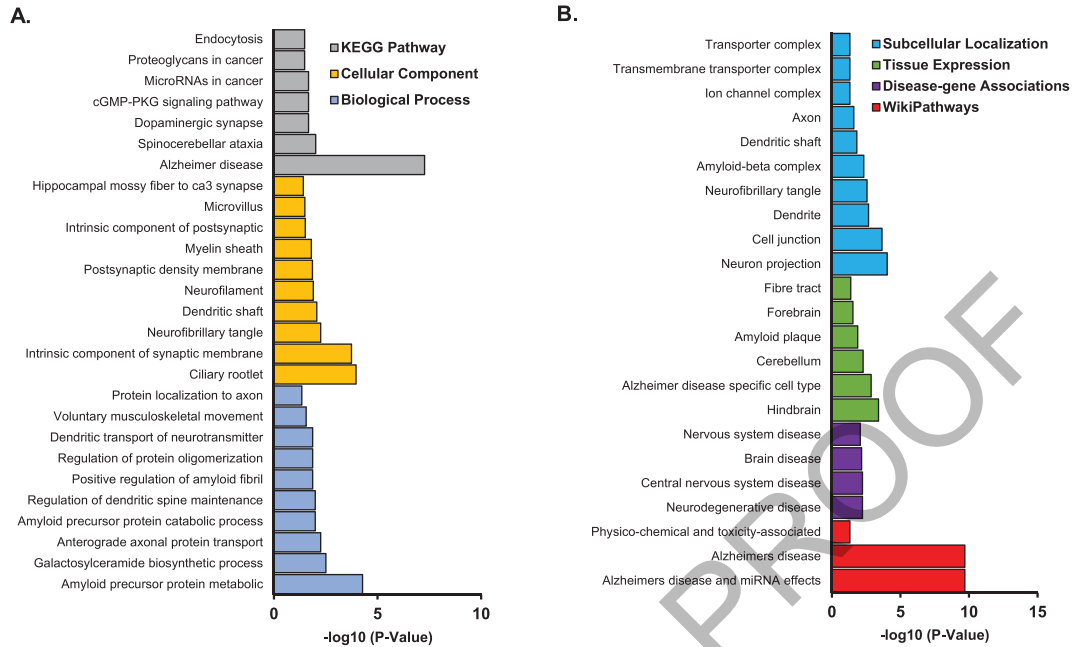 A.
Endocytosis
Proteoglycans in cancer
MicroRNAs in cancer
cGMP-PKG signaling pathway
Dopaminergic synapse
Spinocerebellar ataxia
Alzheimer disease
Hippocampal mossy fiber to ca3 synapse
Microvillus
Intrinsic component of postsynaptic
Myelin sheath
Postsynaptic density membrane
Neurofilament
Dendritic shaft
Neurofibrillary tangle
Intrinsic component of synaptic membrane
Ciliary rootlet
Protein localization to axon
Voluntary musculoskeletal movement
Dendritic transport of neurotransmitter
Regulation of protein oligomerization
Positive regulation of amyloid fibril
Regulation of dendritic spine maintenance
Amyloid precursor protein catabolic process
Anterograde axonal protein transport
Galactosylceramide biosynthetic process
Amyloid precursor protein metabolic
KEGG Pathway
Cellular Component
Biological Process
0 5 10
-log10 (P-Value)
B.
Transporter complex
Transmembrane transporter complex
Ion channel complex
Axon
Dendritic shaft
Amyloid-beta complex
Neurofibrillary tangle
Dendrite
Cell junction
Neuron projection
Fibre tract
Forebrain
Amyloid plaque
Cerebellum
Alzheimer disease specific cell type
Hindbrain
Nervous system disease
Brain disease
Central nervous system disease
Neurodegenerative disease
Physico-chemical and toxicity-associated
Alzheimers disease
Alzheimers disease and miRNA effects
Subcellular Localization
Tissue Expression
Disease-gene Associations
WikiPathways
0 5 10 15
-log10 (P-Value)
PROOF